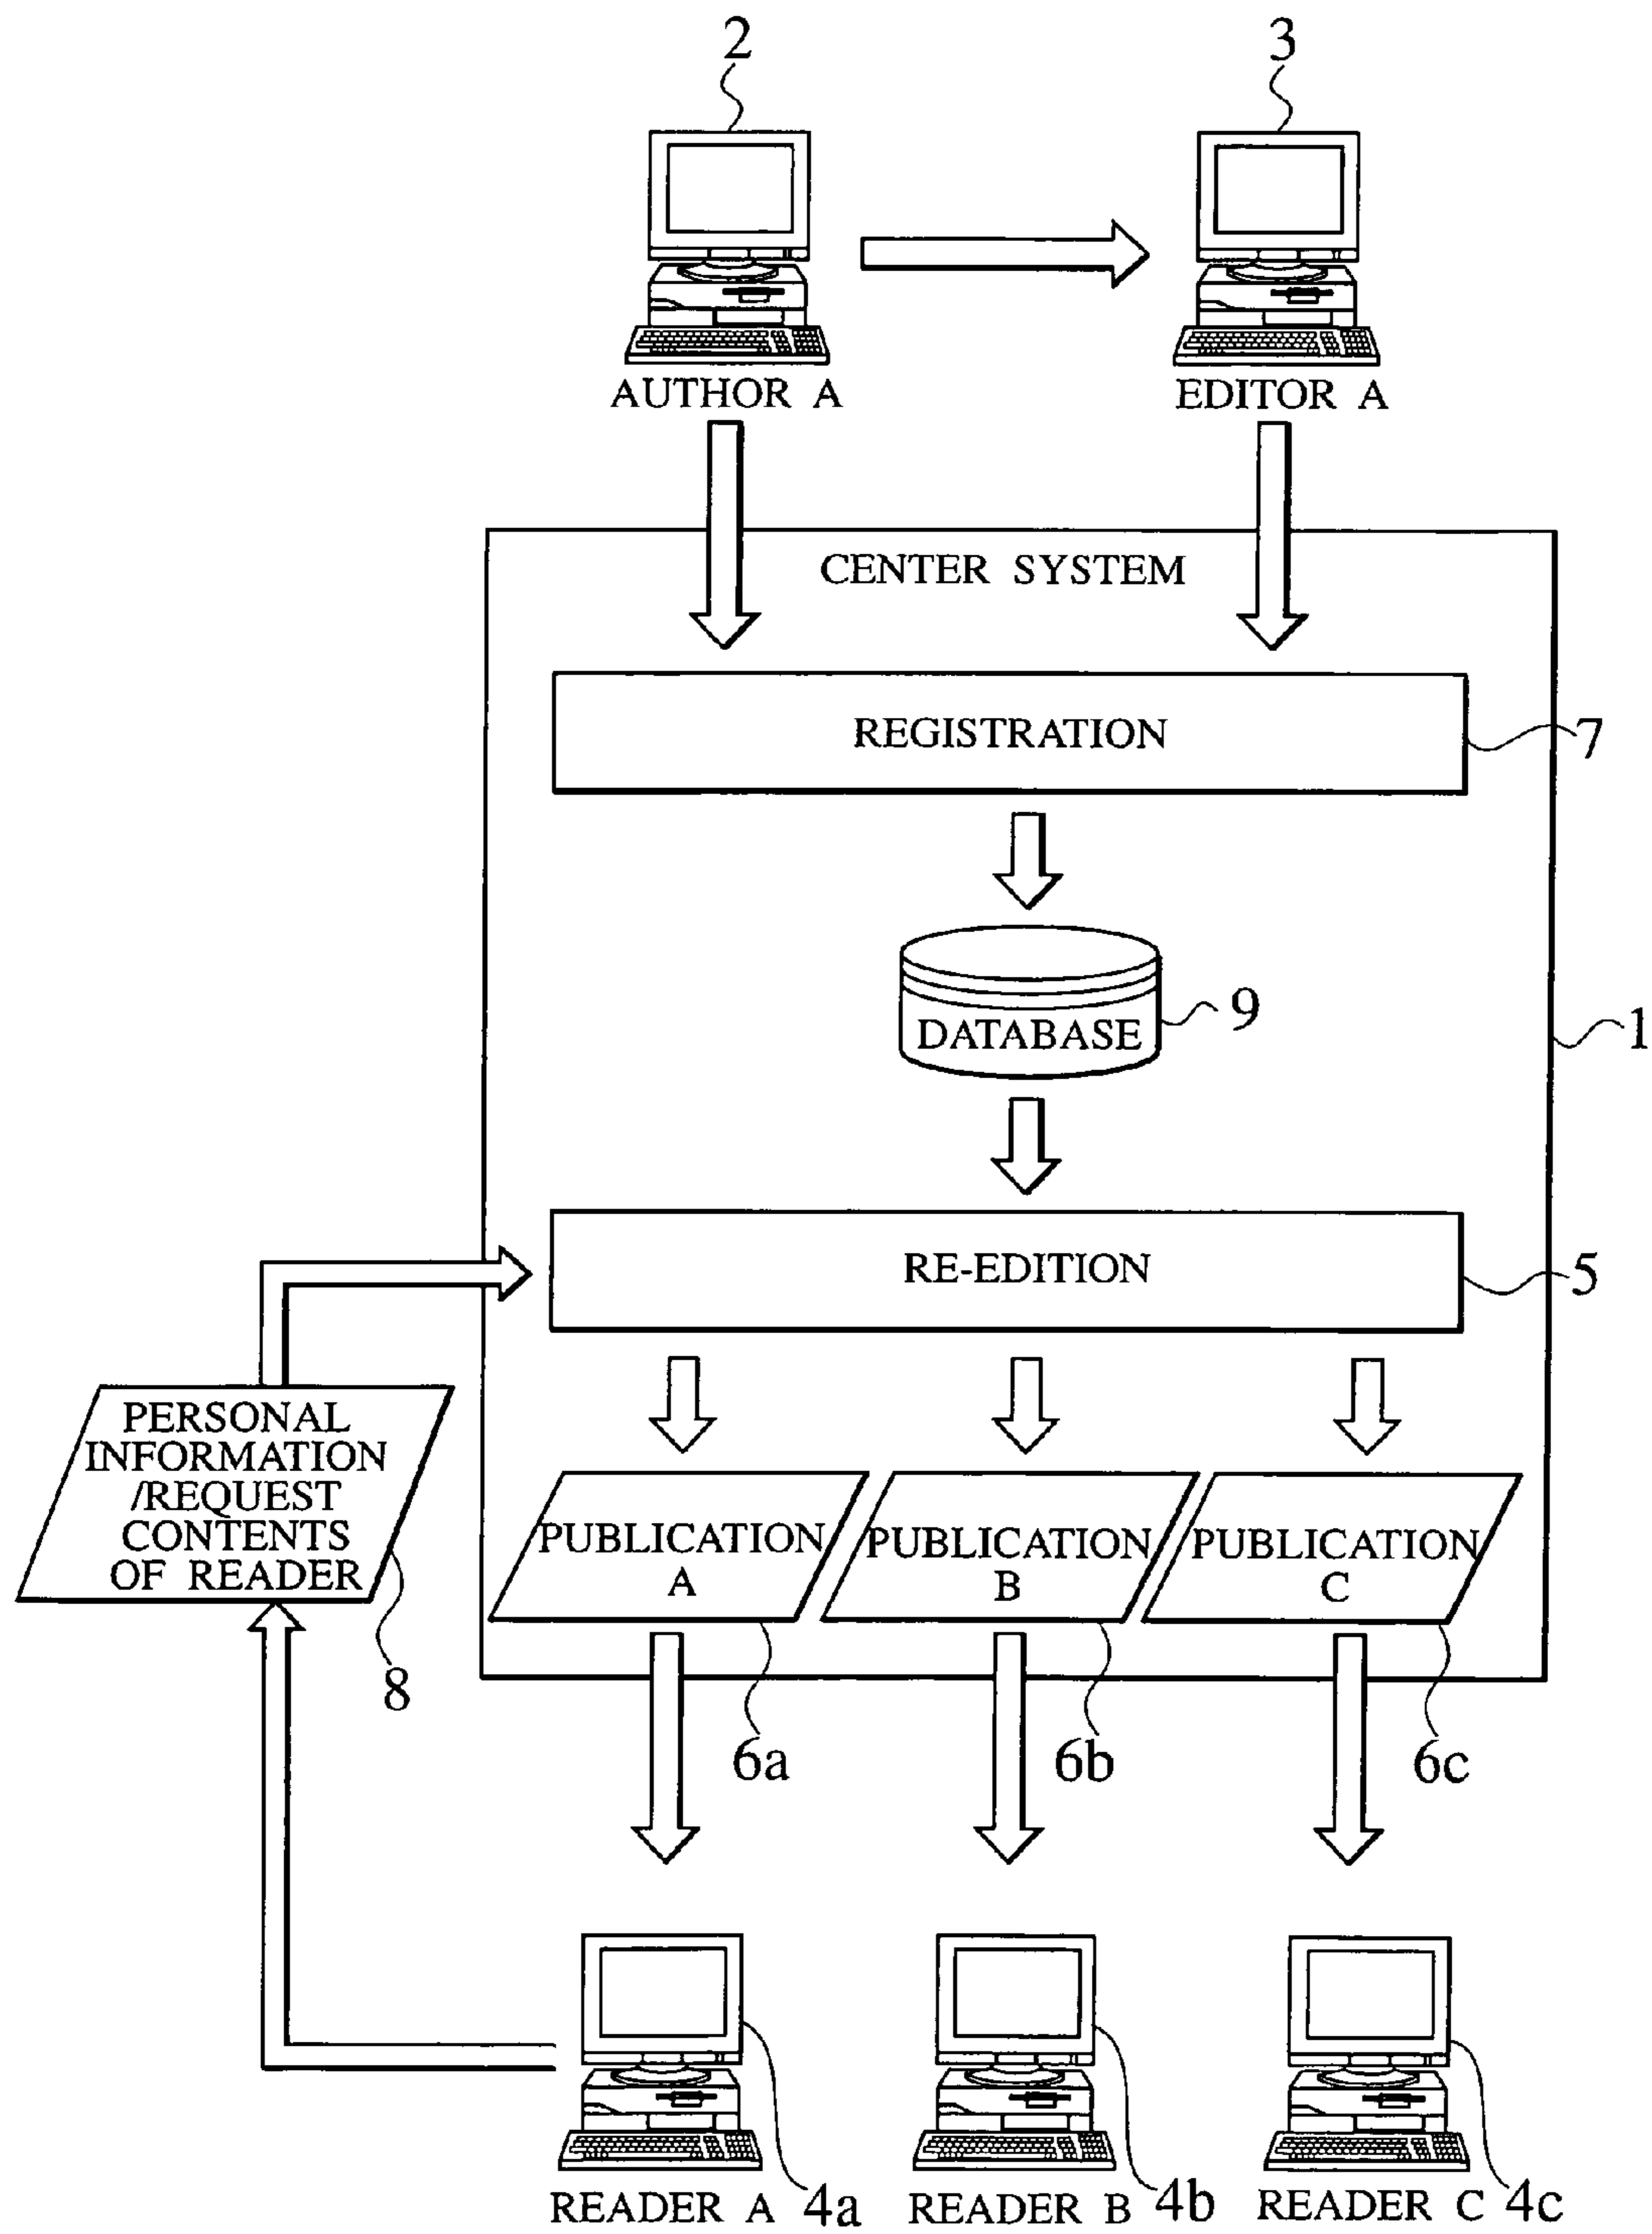 2
3
AUTHOR A
EDITOR A
CENTER SYSTEM
REGISTRATION
7
DATABASE
9
1
RE-EDITION
5
PERSONAL
INFORMATION
/REQUEST
CONTENTS
OF READER
8
PUBLICATION
A
PUBLICATION
B
PUBLICATION
C
6a
6b
6c
READER A
4a
READER B
4b
READER C
4c